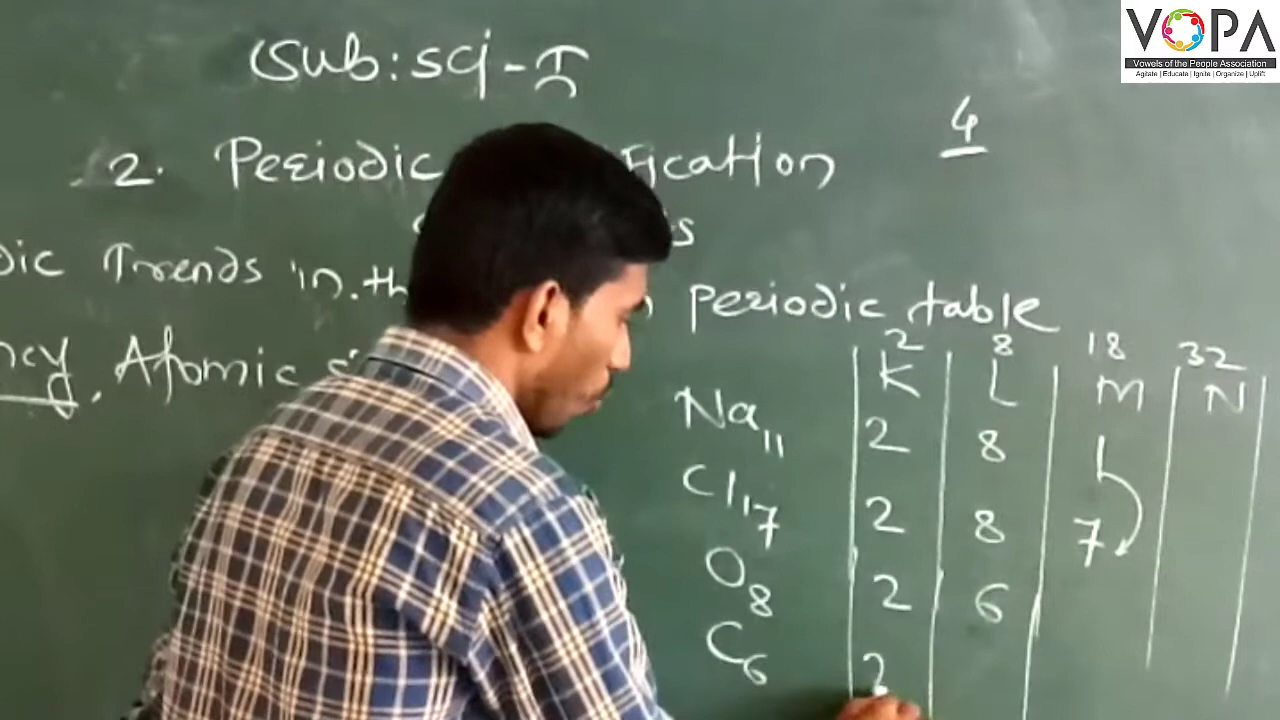 VOPA
Vowels of the People Association
Agitate | Educate | Ignite | Organize | Uplift
Sub: sci-I
4
2. Periodic fication
s
dic Trends in the periodic table
ncy, Atomic
2 8 18 32
K L M N
Na11 2 8 1
Cl17 2 8 7
O8 2 6
C6 2